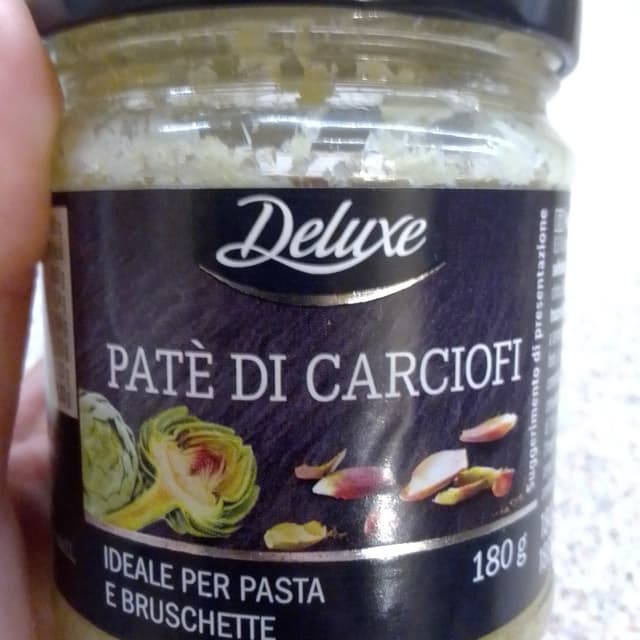 Deluxe
PATÈ DI CARCIOFI
suggerimento di presentazione
IDEALE PER PASTA
E BRUSCHETTE
180 g